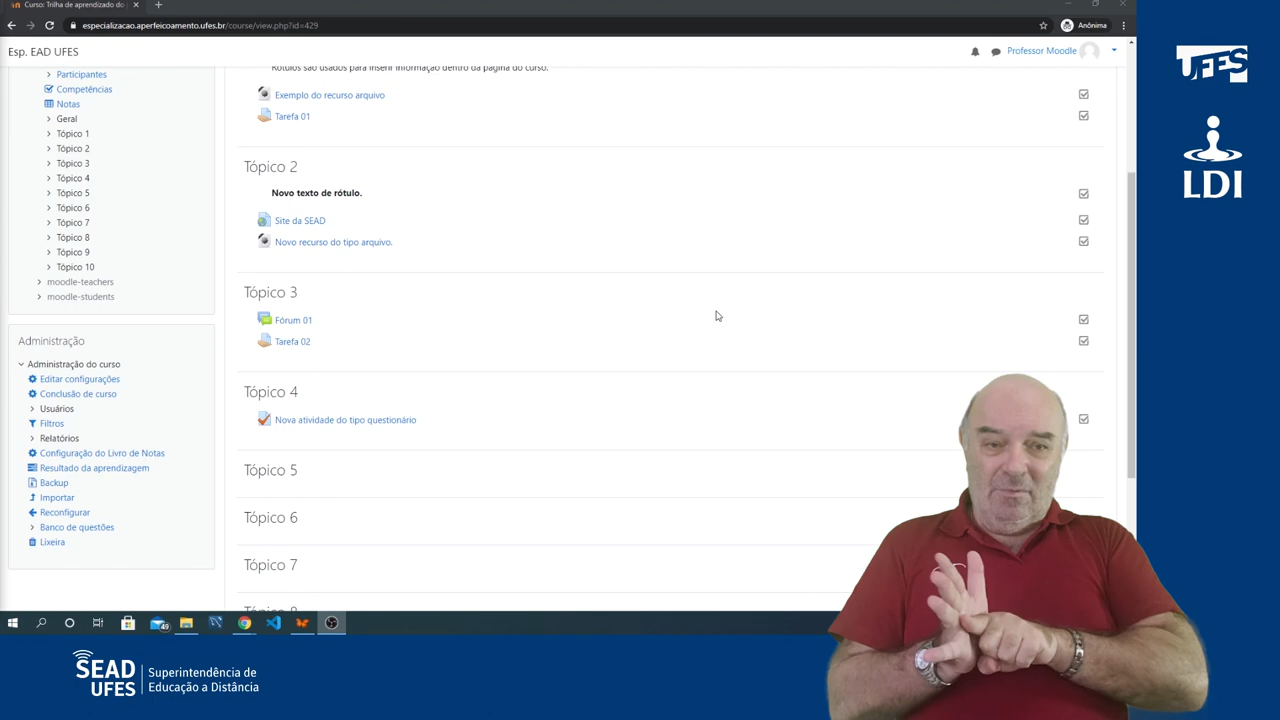 Curso: Trilha de aprendizado do
especializacao.aperfeicoamento.ufes.br/course/view.php?id=429
Anônima
Esp. EAD UFES
Professor Moodle
Participantes
Competências
Notas
Geral
Tópico 1
Tópico 2
Tópico 3
Tópico 4
Tópico 5
Tópico 6
Tópico 7
Tópico 8
Tópico 9
Tópico 10
moodle-teachers
moodle-students
Administração
Administração do curso
Editar configurações
Conclusão de curso
Usuários
Filtros
Relatórios
Configuração do Livro de Notas
Resultado da aprendizagem
Backup
Importar
Reconfigurar
Banco de questões
Lixeira
Rótulos são usados para inserir informação dentro da página do curso.
Exemplo do recurso arquivo
Tarefa 01
Tópico 2
Novo texto de rótulo.
Site da SEAD
Novo recurso do tipo arquivo.
Tópico 3
Fórum 01
Tarefa 02
Tópico 4
Nova atividade do tipo questionário
Tópico 5
Tópico 6
Tópico 7
Tópico 8
49
UFES
LDI
SEAD
UFES
Superintendência de
Educação a Distância